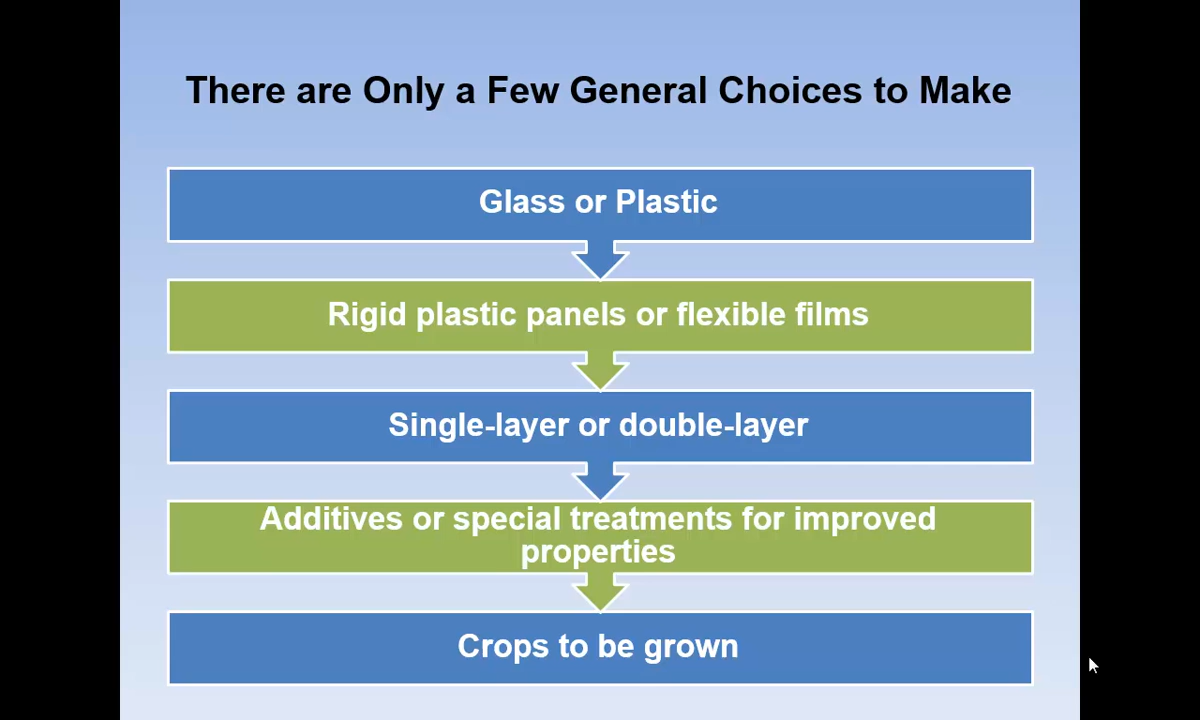 There are Only a Few General Choices to Make
Glass or Plastic
Rigid plastic panels or flexible films
Single-layer or double-layer
Additives or special treatments for improved
properties
Crops to be grown